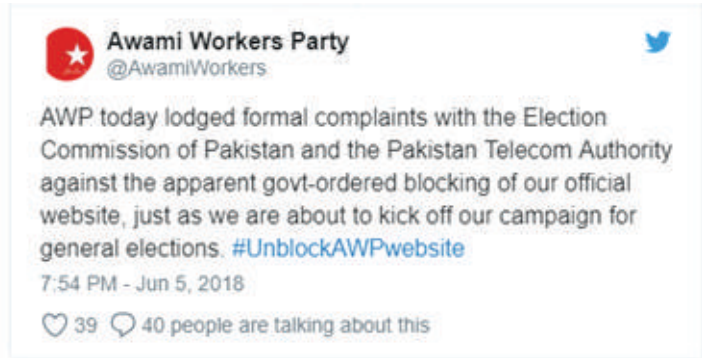 Awami Workers Party
@AwamiWorkers
AWP today lodged formal complaints with the Election
Commission of Pakistan and the Pakistan Telecom Authority
against the apparent govt-ordered blocking of our official
website, just as we are about to kick off our campaign for
general elections. #UnblockAWPwebsite
7:54 PM - Jun 5, 2018
39 40 people are talking about this